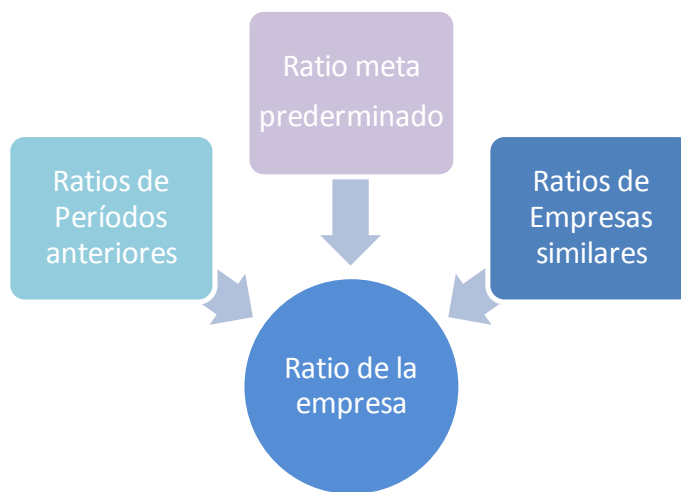 Ratio meta
prederminado
Ratios de
Períodos
anteriores
Ratios de
Empresas
similares
Ratio de la
empresa